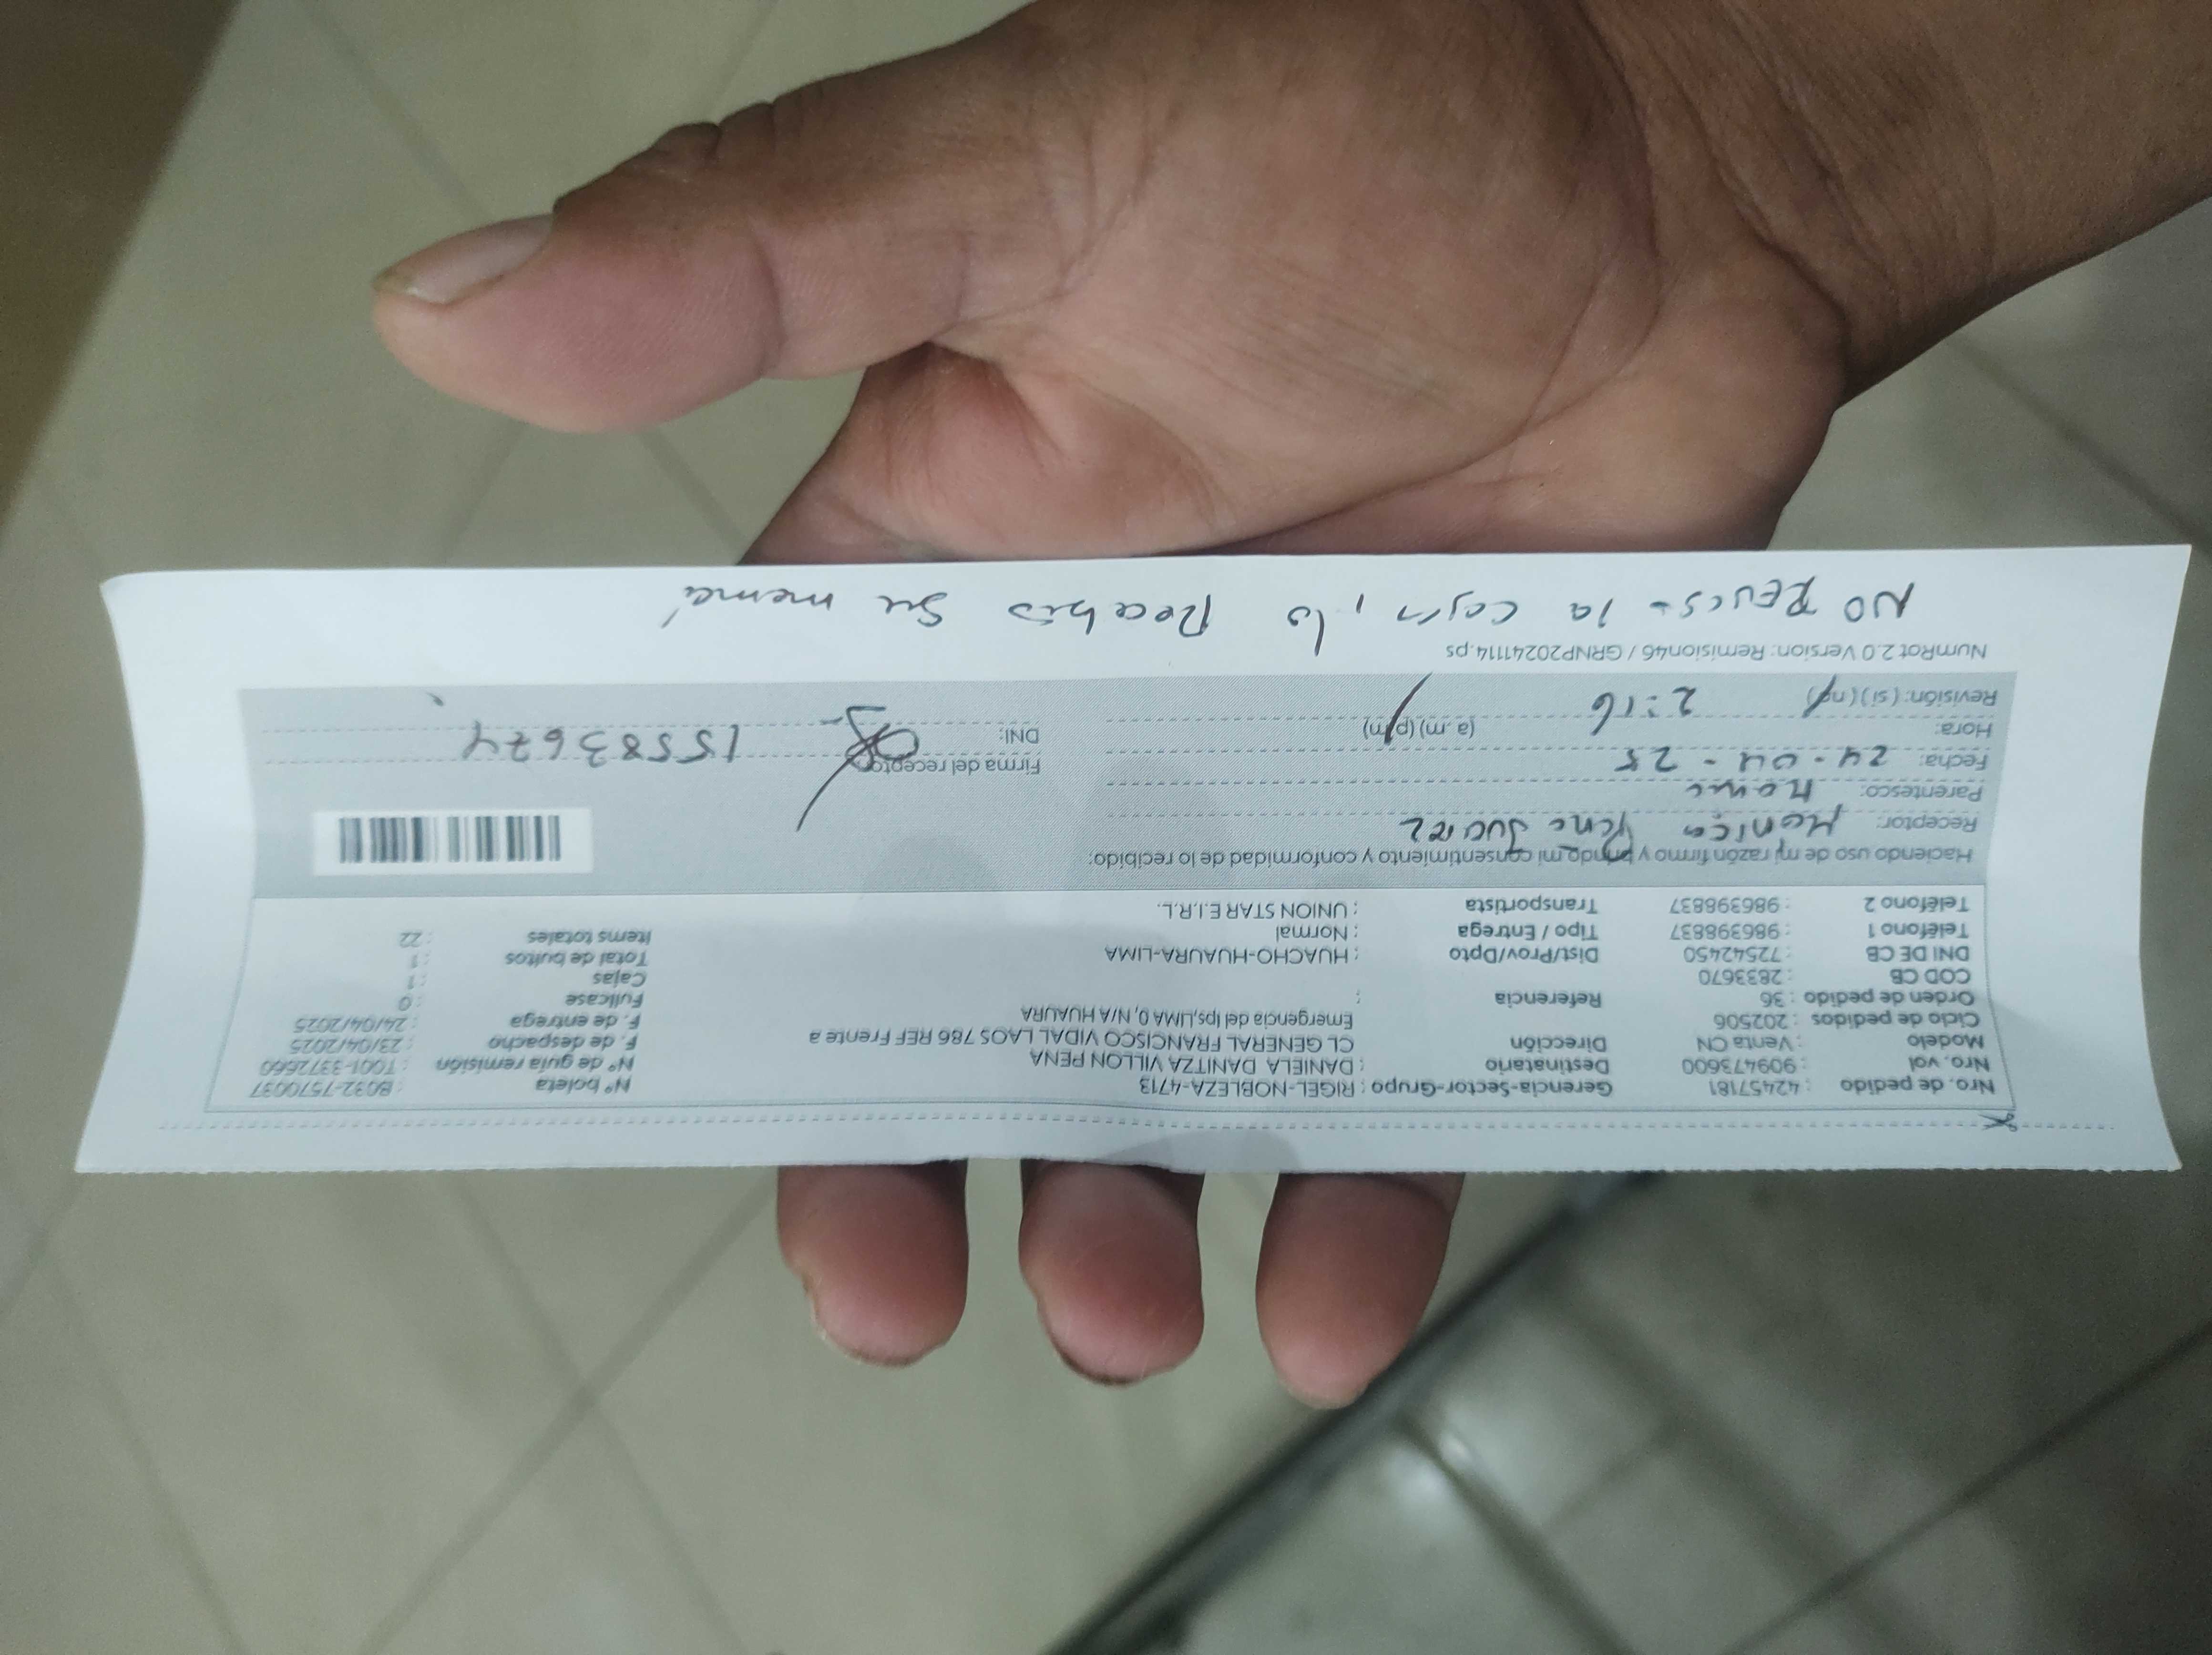 Nro. de pedido : 42457181 Gerencia-Sector-Grupo : RIGEL-NOBLEZA-4713 N° boleta : B032-7570037
Nro. vol : 909473600 Destinatario : DANIELA DANITZA VILLON PENA N° de guía remisión : T001-3372660
Modelo : Venta CN Dirección CL GENERAL FRANCISCO VIDAL LAOS 786 REF Frente a F. de despacho : 23/04/2025
Ciclo de pedidos : 202506 Emergencia del Ips,LIMA 0, N/A HUAURA F. de entrega : 24/04/2025
Orden de pedido : 36 Referencia : Fullcase : 0
COD CB : 2833670 Cajas : 1
DNI DE CB : 72542450 Dist/Prov/Dpto : HUACHO-HUAURA-LIMA Total de bultos : 1
Teléfono 1 : 986398837 Tipo / Entrega : Normal Items totales : 22
Teléfono 2 : 986398837 Transportista : UNION STAR E.I.R.L.
Haciendo uso de mi razón firmo y brindo mi consentimiento y conformidad de lo recibido:
Receptor: Monica Pena Juarez
Parentesco: Mama
Fecha: 24-04-25 Firma del receptor
Hora: 2:16 (a.m) (p.m) DNI: 15583674
Revisión: (si) (no)
NumRot 2.0 Version: Remision46 / GRNP20241114.ps
NO REViso la caja, lo Recibio su mamá